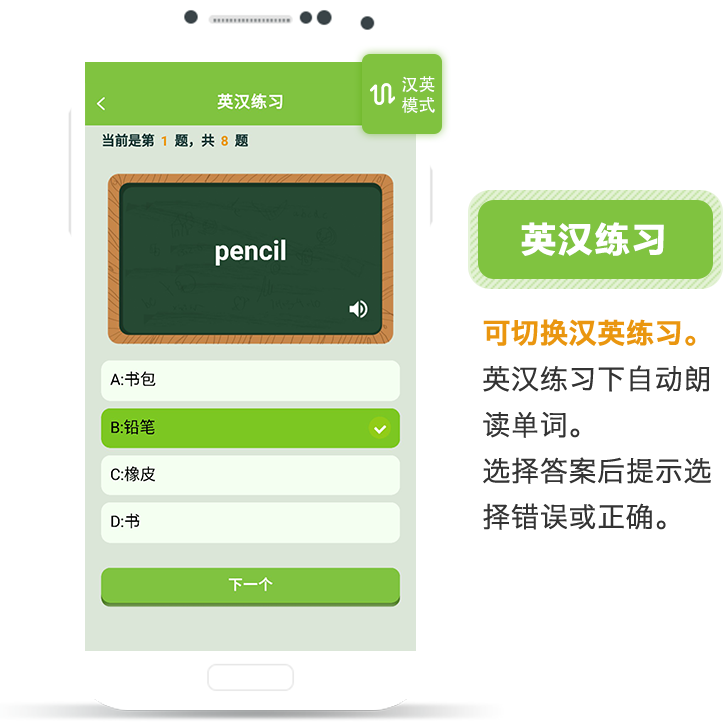 英汉练习
汉英
模式
当前是第 1 题，共 8 题
pencil
A:书包
B:铅笔
C:橡皮
D:书
下一个
英汉练习
可切换汉英练习。
英汉练习下自动朗
读单词。
选择答案后提示选
择错误或正确。